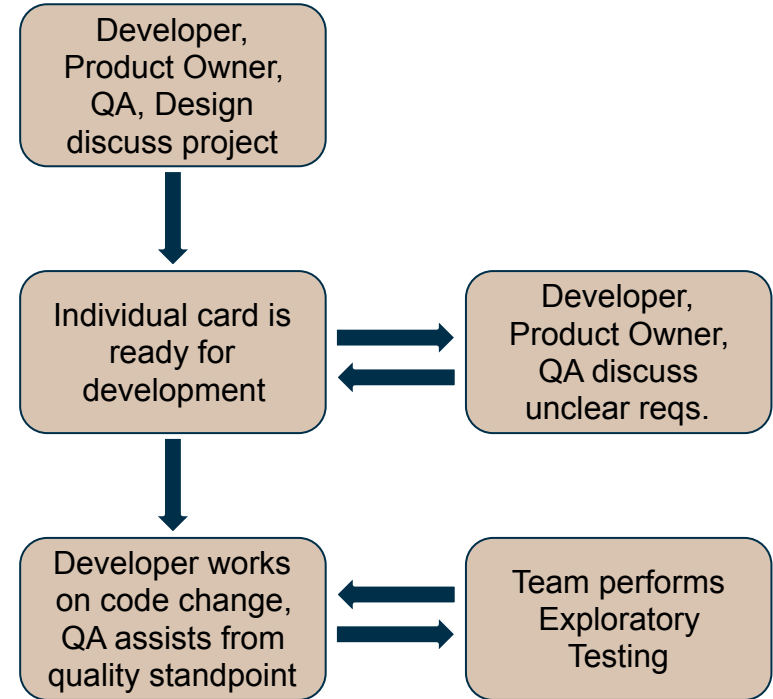 Developer,
Product Owner,
QA, Design
discuss project
Individual card is
ready for
development
Developer,
Product Owner,
QA discuss
unclear reqs.
Developer works
on code change,
QA assists from
quality standpoint
Team performs
Exploratory
Testing